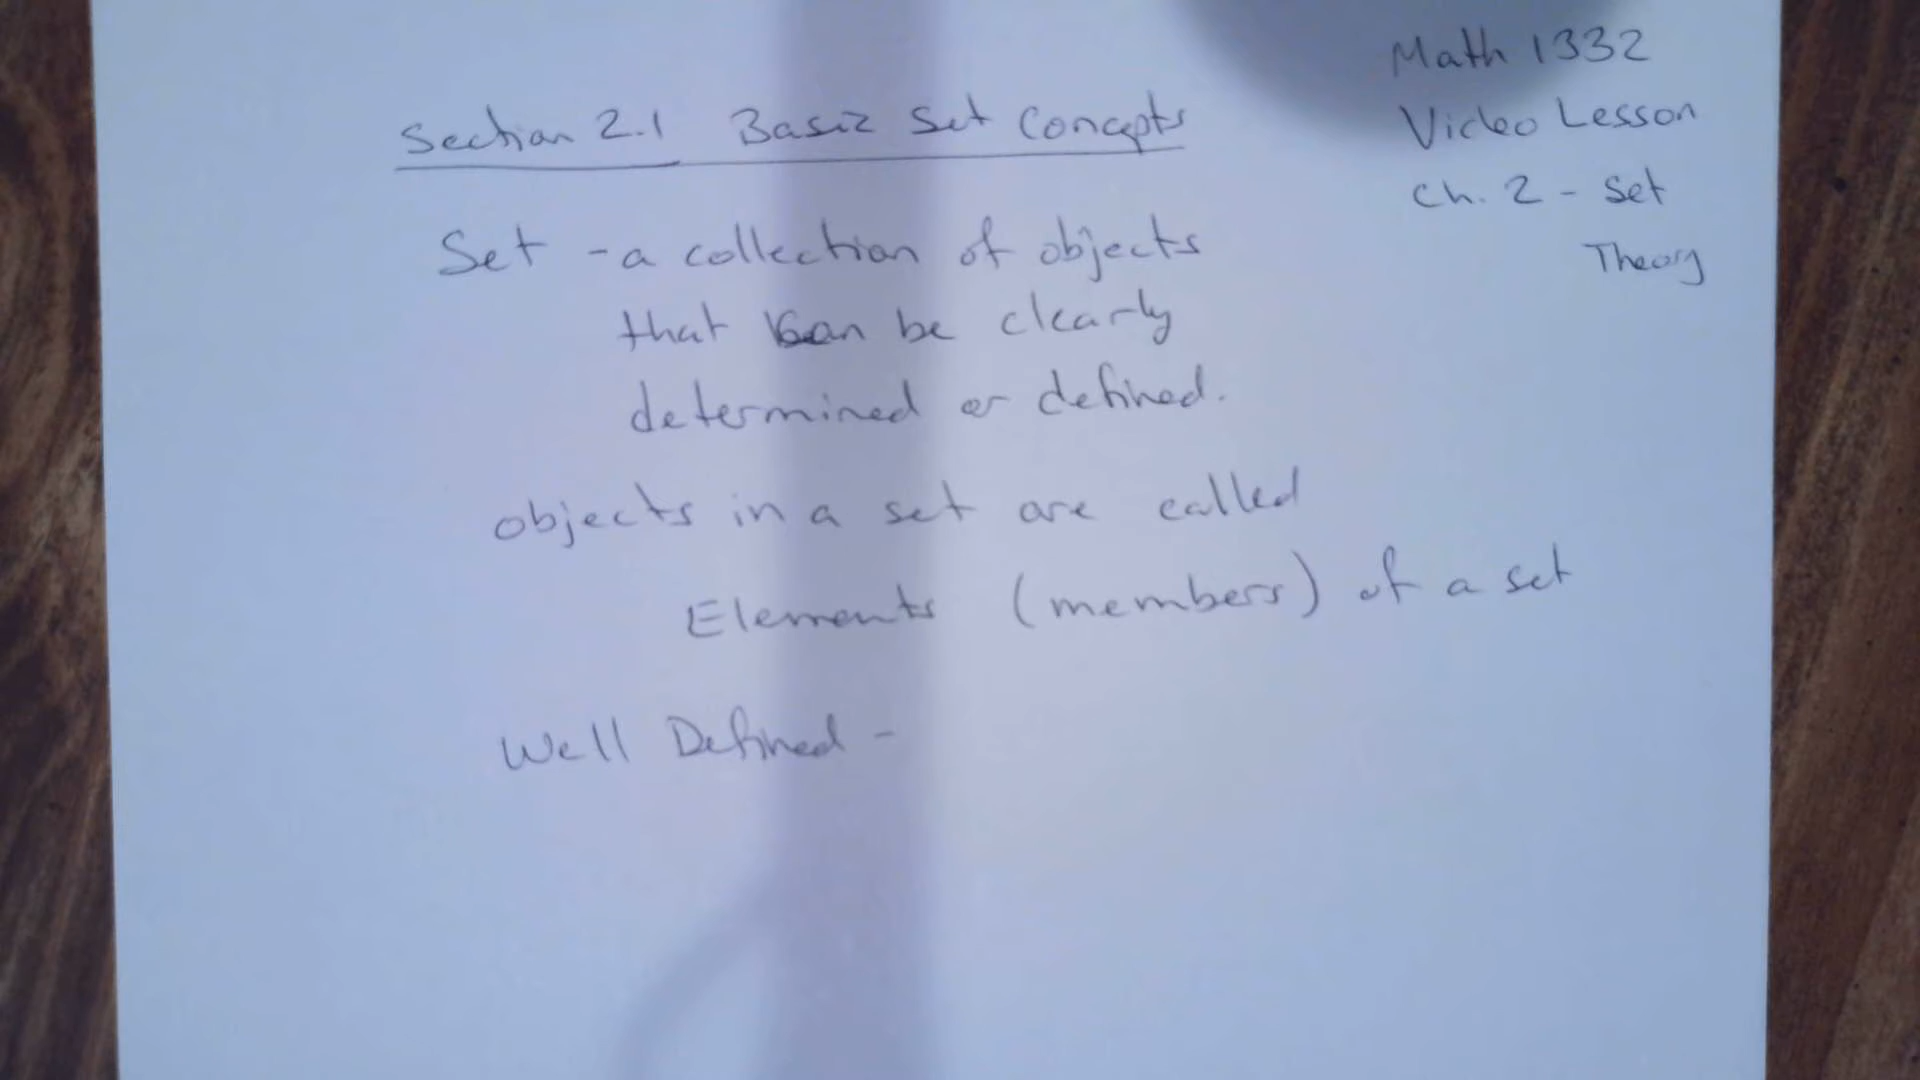 Math 1332
Video Lesson
Ch. 2 - Set
Theory
Section 2.1 Basic Set Concepts
Set - a collection of objects
that can be clearly
determined or defined.
objects in a set are called
Elements (members) of a set
Well Defined -